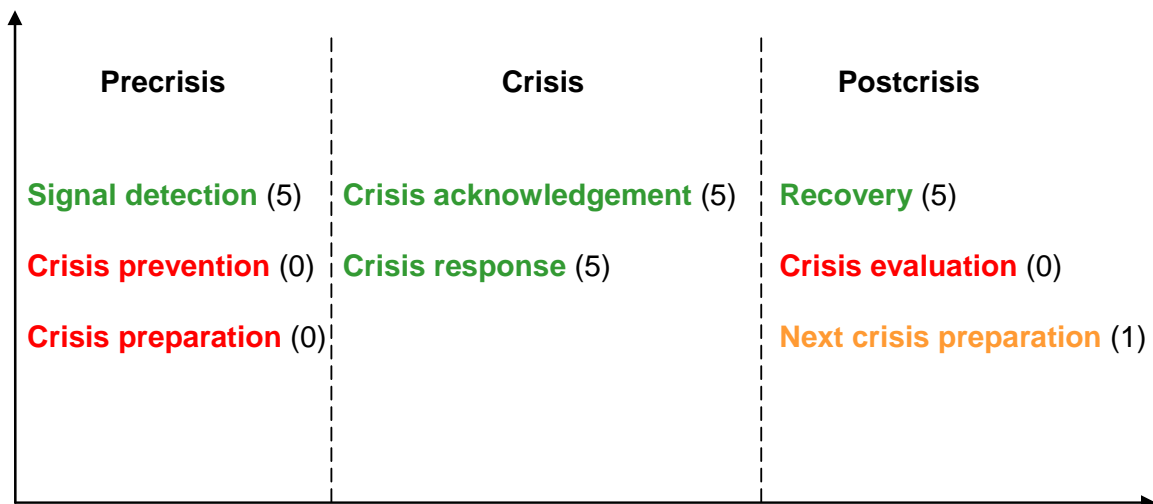 Precrisis Crisis Postcrisis
Signal detection (5) Crisis acknowledgement (5) Recovery (5)
Crisis prevention (0) Crisis response (5) Crisis evaluation (0)
Crisis preparation (0) Next crisis preparation (1)